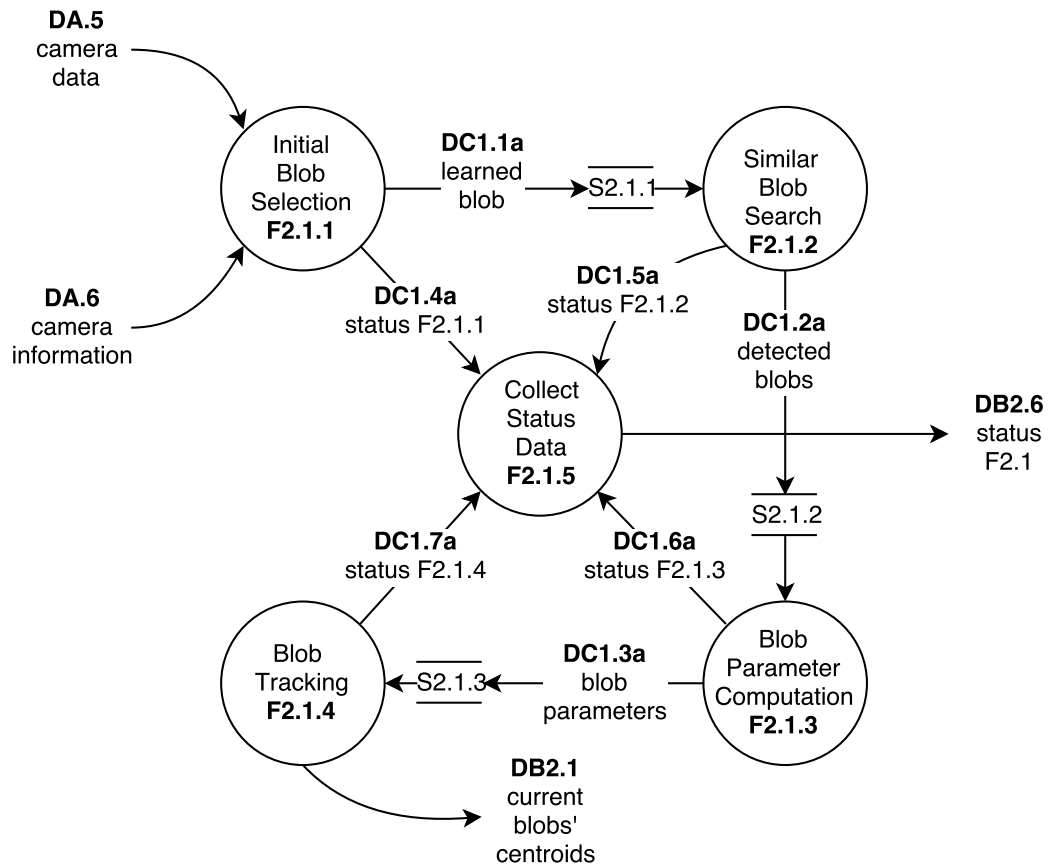 DA.5
camera
data
Initial
Blob
Selection
F2.1.1
DC1.1a
learned
blob
S2.1.1
Similar
Blob
Search
F2.1.2
DA.6
camera
information
DC1.4a
status F2.1.1
DC1.5a
status F2.1.2
DC1.2a
detected
blobs
Collect
Status
Data
F2.1.5
DB2.6
status
F2.1
S2.1.2
DC1.7a
status F2.1.4
DC1.6a
status F2.1.3
Blob
Tracking
F2.1.4
S2.1.3
DC1.3a
blob
parameters
Blob
Parameter
Computation
F2.1.3
DB2.1
current
blobs'
centroids